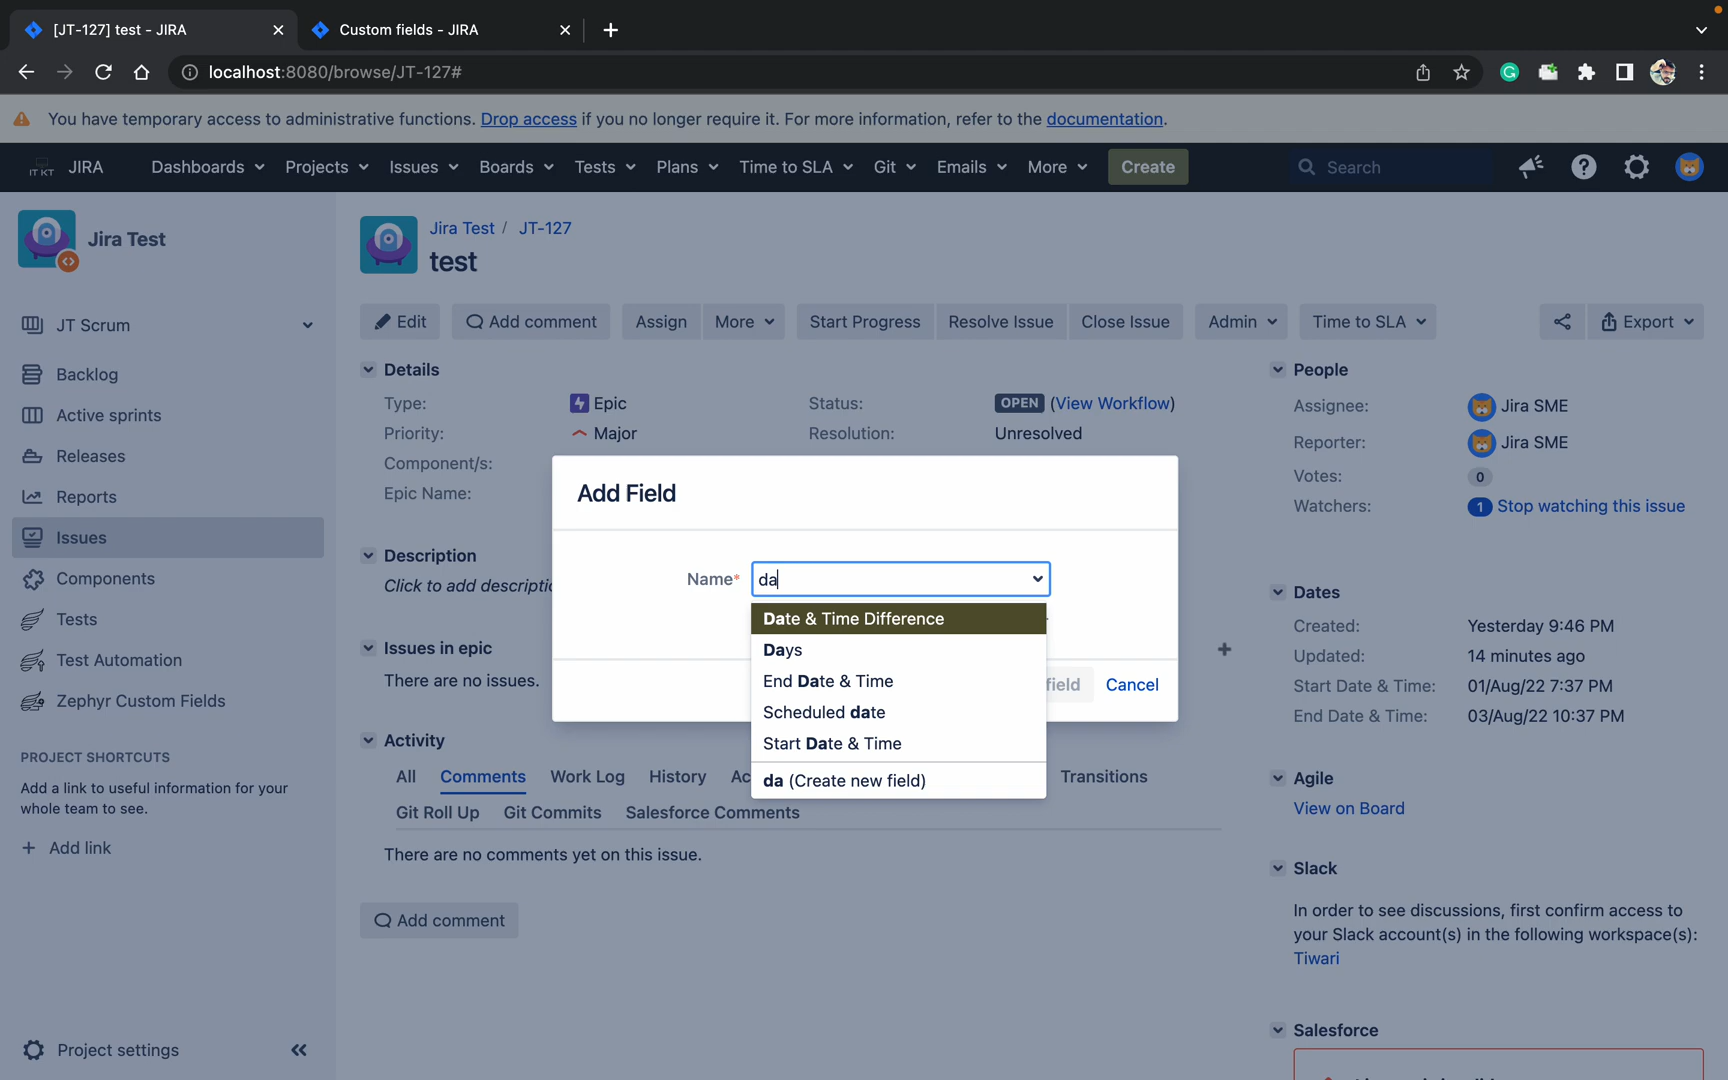 [JT-127] test - JIRA
Custom fields - JIRA
localhost:8080/browse/JT-127#
You have temporary access to administrative functions. Drop access if you no longer require it. For more information, refer to the documentation.
IT KT JIRA Dashboards Projects Issues Boards Tests Plans Time to SLA Git Emails More Create Search
Jira Test
JT Scrum
Backlog
Active sprints
Releases
Reports
Issues
Components
Tests
Test Automation
Zephyr Custom Fields
PROJECT SHORTCUTS
Add a link to useful information for your
whole team to see.
+ Add link
Project settings
Jira Test / JT-127
test
Edit Add comment Assign More Start Progress Resolve Issue Close Issue Admin Time to SLA Export
Details
Type: Epic Status: OPEN (View Workflow)
Priority: Major Resolution: Unresolved
Component/s:
Epic Name:
Description
Click to add descripti
Issues in epic
There are no issues.
Activity
All Comments Work Log History Ac Transitions
Git Roll Up Git Commits Salesforce Comments
There are no comments yet on this issue.
Add comment
Add Field
Name* da
Date & Time Difference
Days
End Date & Time
Scheduled date
Start Date & Time
da (Create new field)
field Cancel
People
Assignee: Jira SME
Reporter: Jira SME
Votes: 0
Watchers: 1 Stop watching this issue
Dates
Created: Yesterday 9:46 PM
Updated: 14 minutes ago
Start Date & Time: 01/Aug/22 7:37 PM
End Date & Time: 03/Aug/22 10:37 PM
Agile
View on Board
Slack
In order to see discussions, first confirm access to
your Slack account(s) in the following workspace(s):
Tiwari
Salesforce